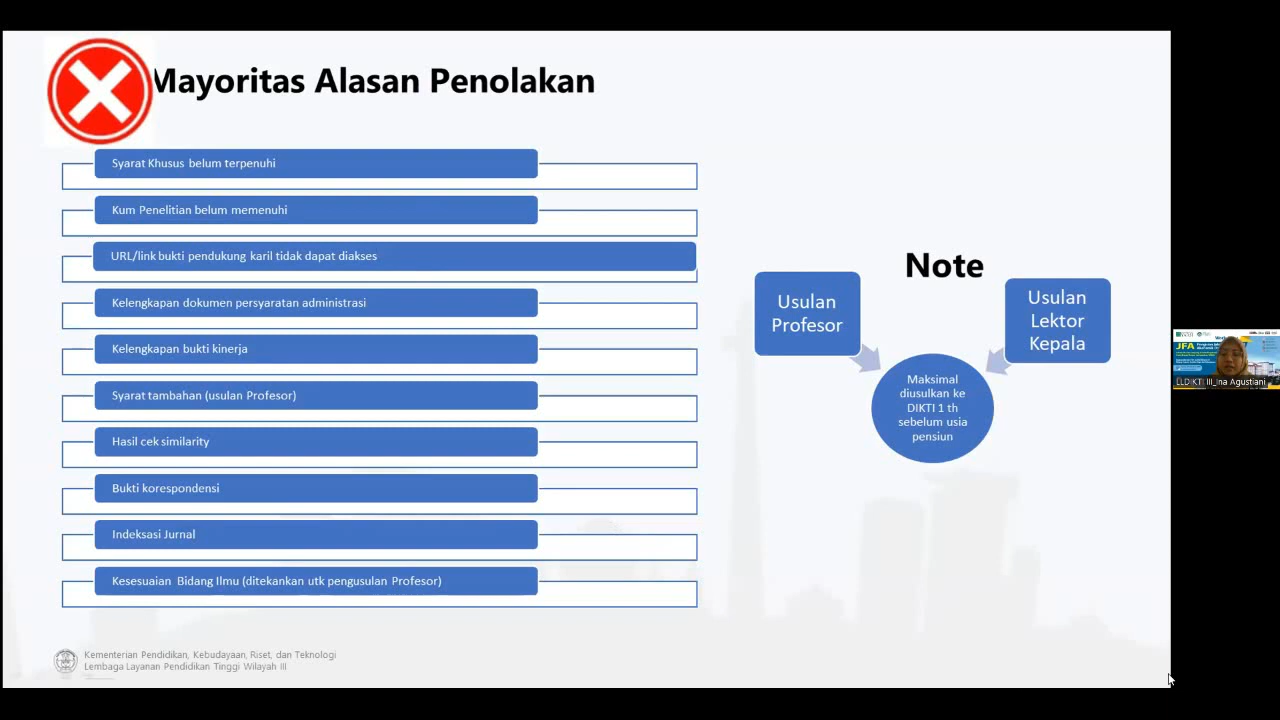 Mayoritas Alasan Penolakan
Syarat Khusus belum terpenuhi
Kum Penelitian belum memenuhi
URL/link bukti pendukung karil tidak dapat diakses
Kelengkapan dokumen persyaratan administrasi
Kelengkapan bukti kinerja
Syarat tambahan (usulan Profesor)
Hasil cek similarity
Bukti korespondensi
Indeksasi Jurnal
Kesesuaian Bidang Ilmu (ditekankan utk pengusulan Profesor)
Note
Usulan
Profesor
Usulan
Lektor
Kepala
Maksimal
diusulkan ke
DIKTI 1 th
sebelum usia
pensiun
JFA
LLDIKTI III_Ina Agustiani
Kementerian Pendidikan, Kebudayaan, Riset, dan Teknologi
Lembaga Layanan Pendidikan Tinggi Wilayah III